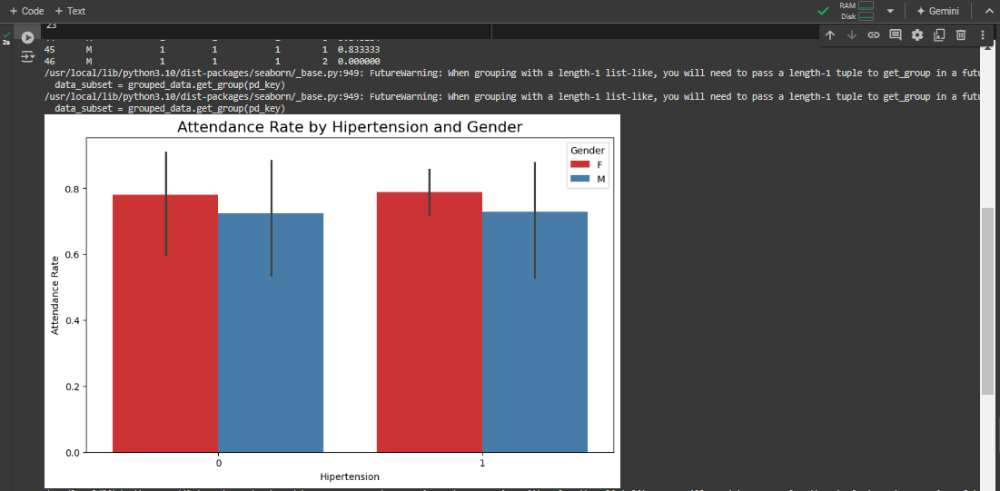 + Code + Text
RAM
Disk
Gemini
23
2s
45 M 1 1 1 1 0.833333
46 M 1 1 1 2 0.000000
/usr/local/lib/python3.10/dist-packages/seaborn/_base.py:949: FutureWarning: When grouping with a length-1 list-like, you will need to pass a length-1 tuple to get_group in a futu
data_subset = grouped_data.get_group(pd_key)
/usr/local/lib/python3.10/dist-packages/seaborn/_base.py:949: FutureWarning: When grouping with a length-1 list-like, you will need to pass a length-1 tuple to get_group in a futu
data_subset = grouped_data.get_group(pd_key)
Attendance Rate by Hipertension and Gender
Gender
F
M
0.8
0.6
0.4
0.2
0.0
Attendance Rate
0 1
Hipertension